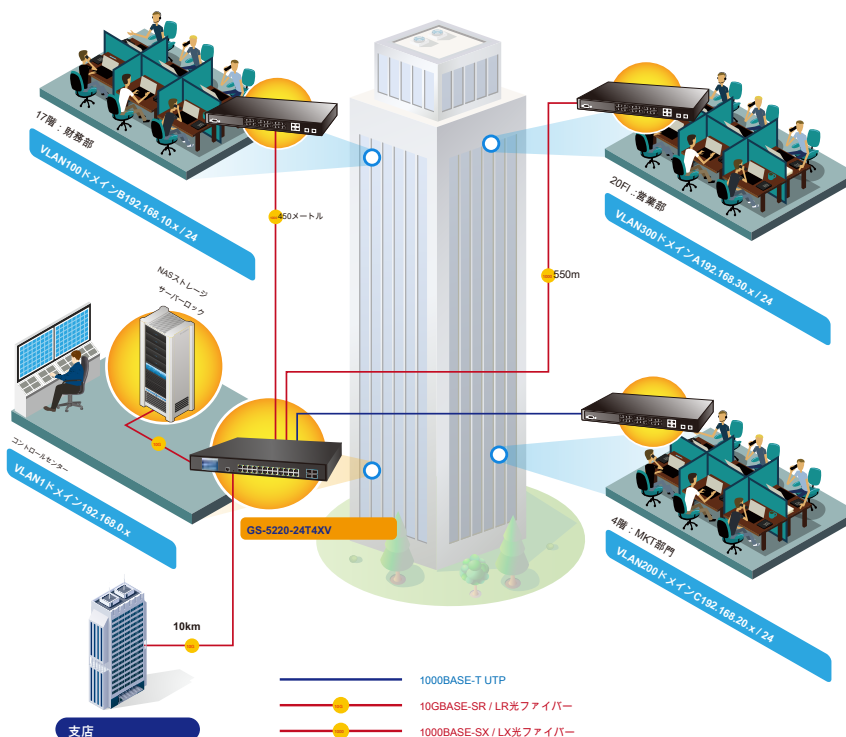 17階：財務部
VLAN100ドメインB192.168.10.x / 24
450メートル
20Fl .:営業部
VLAN300ドメインA192.168.30.x / 24
550m
NASストレージ
サーバーロック
コントロールセンター
VLAN1ドメイン192.168.0.x
GS-5220-24T4XV
4階：MKT部門
VLAN200ドメインC192.168.20.x / 24
10km
支店
1000BASE-T UTP
10GBASE-SR / LR光ファイバー
1000BASE-SX / LX光ファイバー